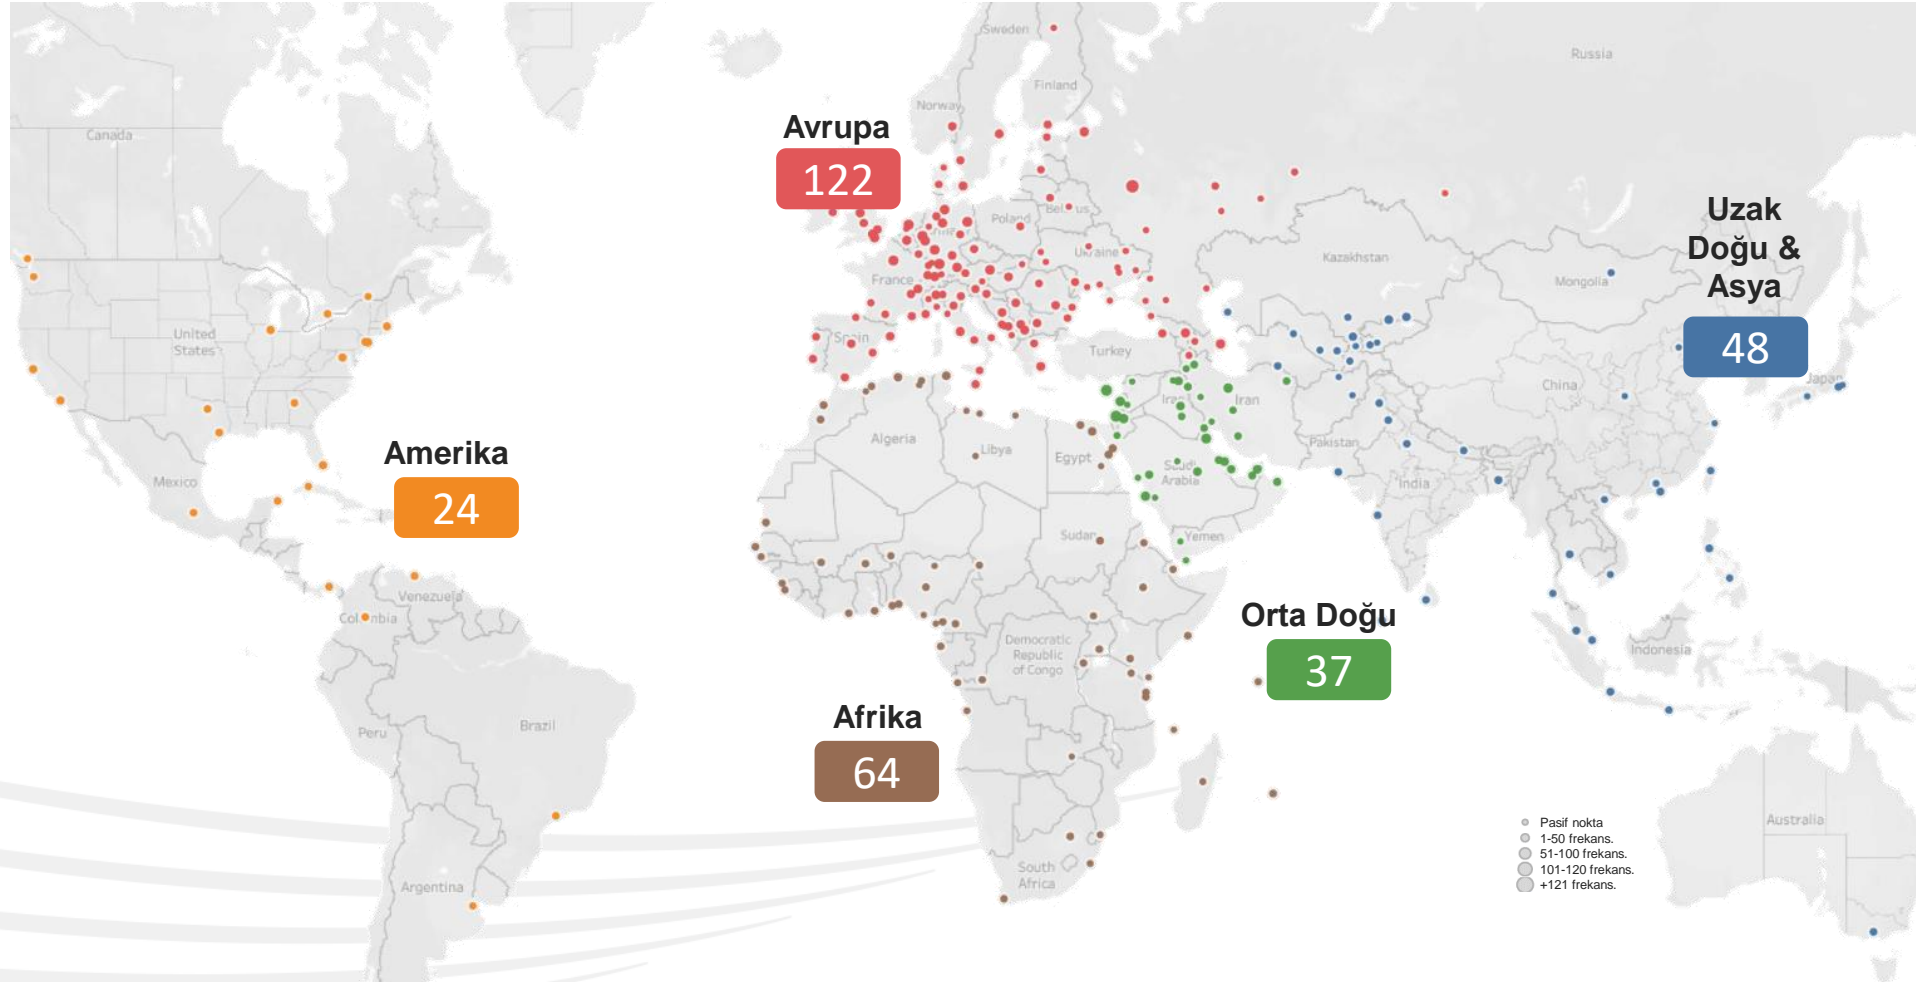 Sweden
Russia
Finland
Norway
Canada
Avrupa
122
Poland
Ukraine
France
Kazakhstan
Mongolia
Uzak
Doğu &
Asya
48
United
States
Spain
Turkey
China
Japan
Iraq
Iran
Algeria
Libya
Egypt
Pakistan
Saudi
Arabia
India
Mexico
Amerika
24
Sudan
Yemen
Venezuela
Colombia
Orta Doğu
37
Democratic
Republic
of Congo
Indonesia
Afrika
64
Peru
Brazil
Australia
Pasif nokta
1-50 frekans.
51-100 frekans.
101-120 frekans.
+121 frekans.
South
Africa
Argentina